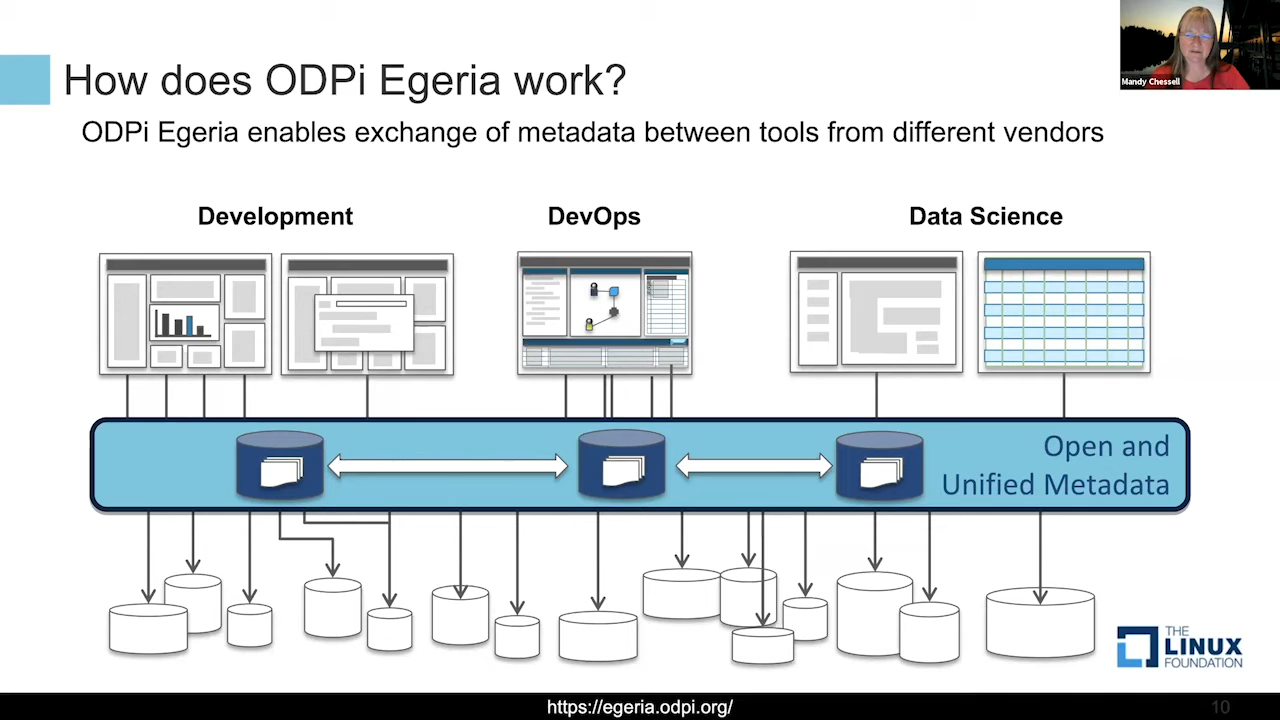 Mandy Chessell
How does ODPi Egeria work?
ODPi Egeria enables exchange of metadata between tools from different vendors
Development
DevOps
Data Science
Open and
Unified Metadata
THE
LINUX
FOUNDATION
https://egeria.odpi.org/
10